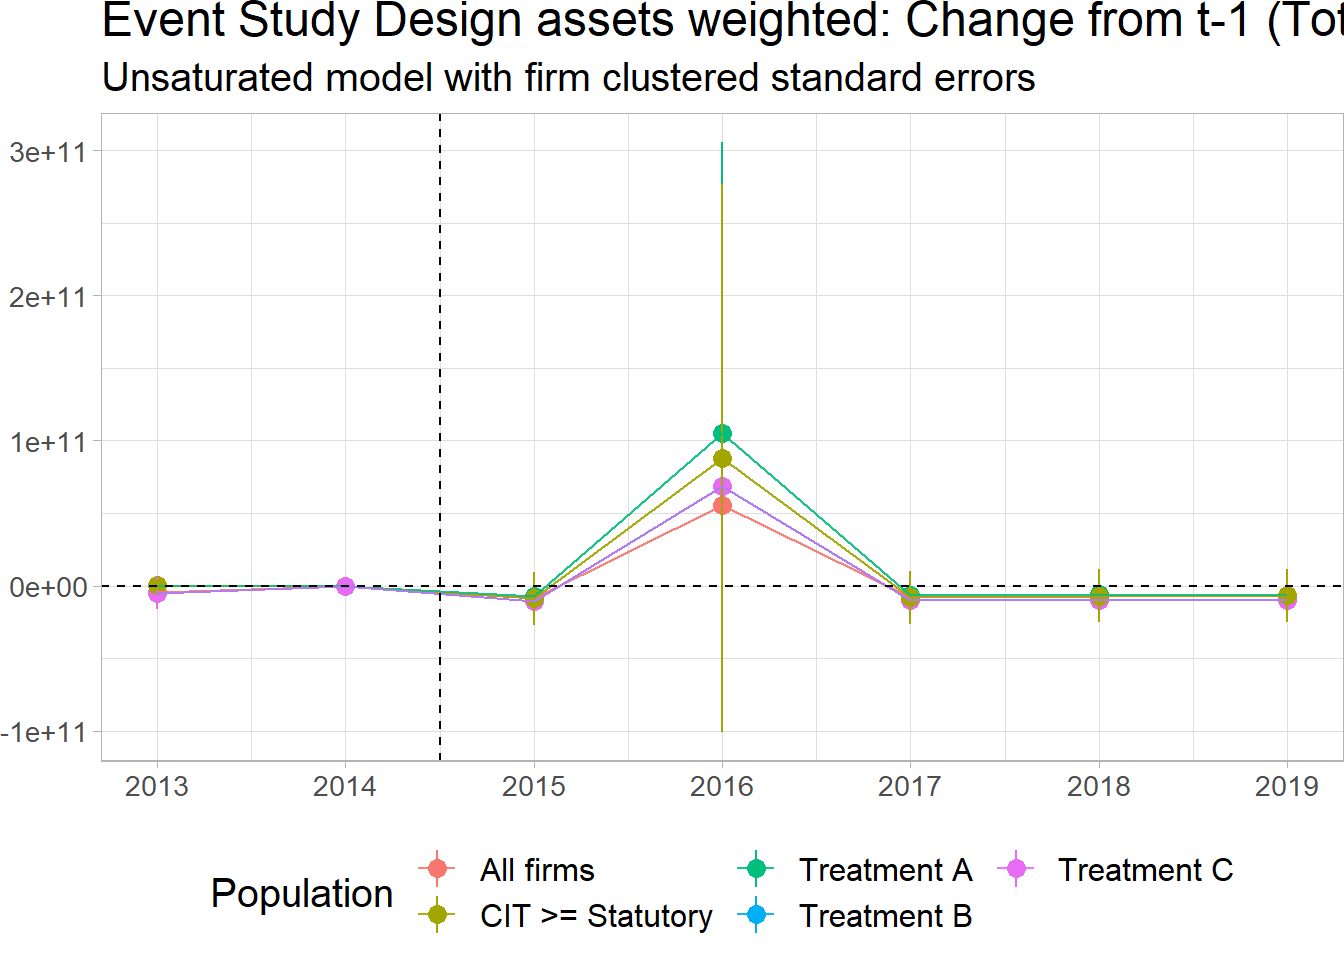 Event Study Design assets weighted: Change from t-1 (Tot
Unsaturated model with firm clustered standard errors
3e+11
2e+11
1e+11
0e+00
-1e+11
2013 2014 2015 2016 2017 2018 2019
Population
All firms
CIT >= Statutory
Treatment A
Treatment B
Treatment C